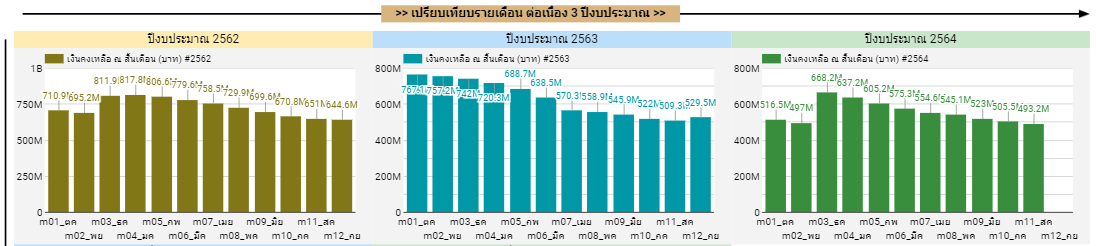 >> เปรียบเทียบรายเดือน ต่อเนื่อง 3 ปีงบประมาณ >>
ปีงบประมาณ 2562
เงินคงเหลือ ณ สิ้นเดือน (บาท) #2562
1B
750M
500M
250M
0
710.9M 695.2M 811.9M 817.8M 806.6M 779.6M 758.5M 729.9M 699.6M 670.8M 651M 644.6M
m01_ตค m03_ธค m05_กพ m07_เมย m09_มิย m11_สค
m02_พย m04_มค m06_มีค m08_พค m10_กค m12_กย
ปีงบประมาณ 2563
เงินคงเหลือ ณ สิ้นเดือน (บาท) #2563
800M
600M
400M
200M
0
757.2M 742M 720.3M 688.7M 638.5M 570.3M 558.9M 545.9M 522M 509.3M 529.5M
m01_ตค m03_ธค m05_กพ m07_เมย m09_มิย m11_สค
m02_พย m04_มค m06_มีค m08_พค m10_กค m12_กย
ปีงบประมาณ 2564
เงินคงเหลือ ณ สิ้นเดือน (บาท) #2564
800M
600M
400M
200M
0
516.5M 497M 668.2M 637.2M 605.2M 575.3M 554.6M 545.1M 523M 505.5M 493.2M
m01_ตค m03_ธค m05_กพ m07_เมย m09_มิย m11_สค
m02_พย m04_มค m06_มีค m08_พค m10_กค m12_กย